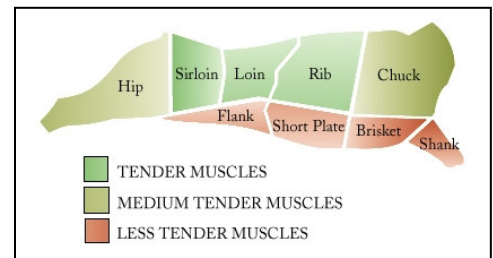 Hip
Sirloin
Loin
Rib
Chuck
Flank
Short Plate
Brisket
Shank
TENDER MUSCLES
MEDIUM TENDER MUSCLES
LESS TENDER MUSCLES